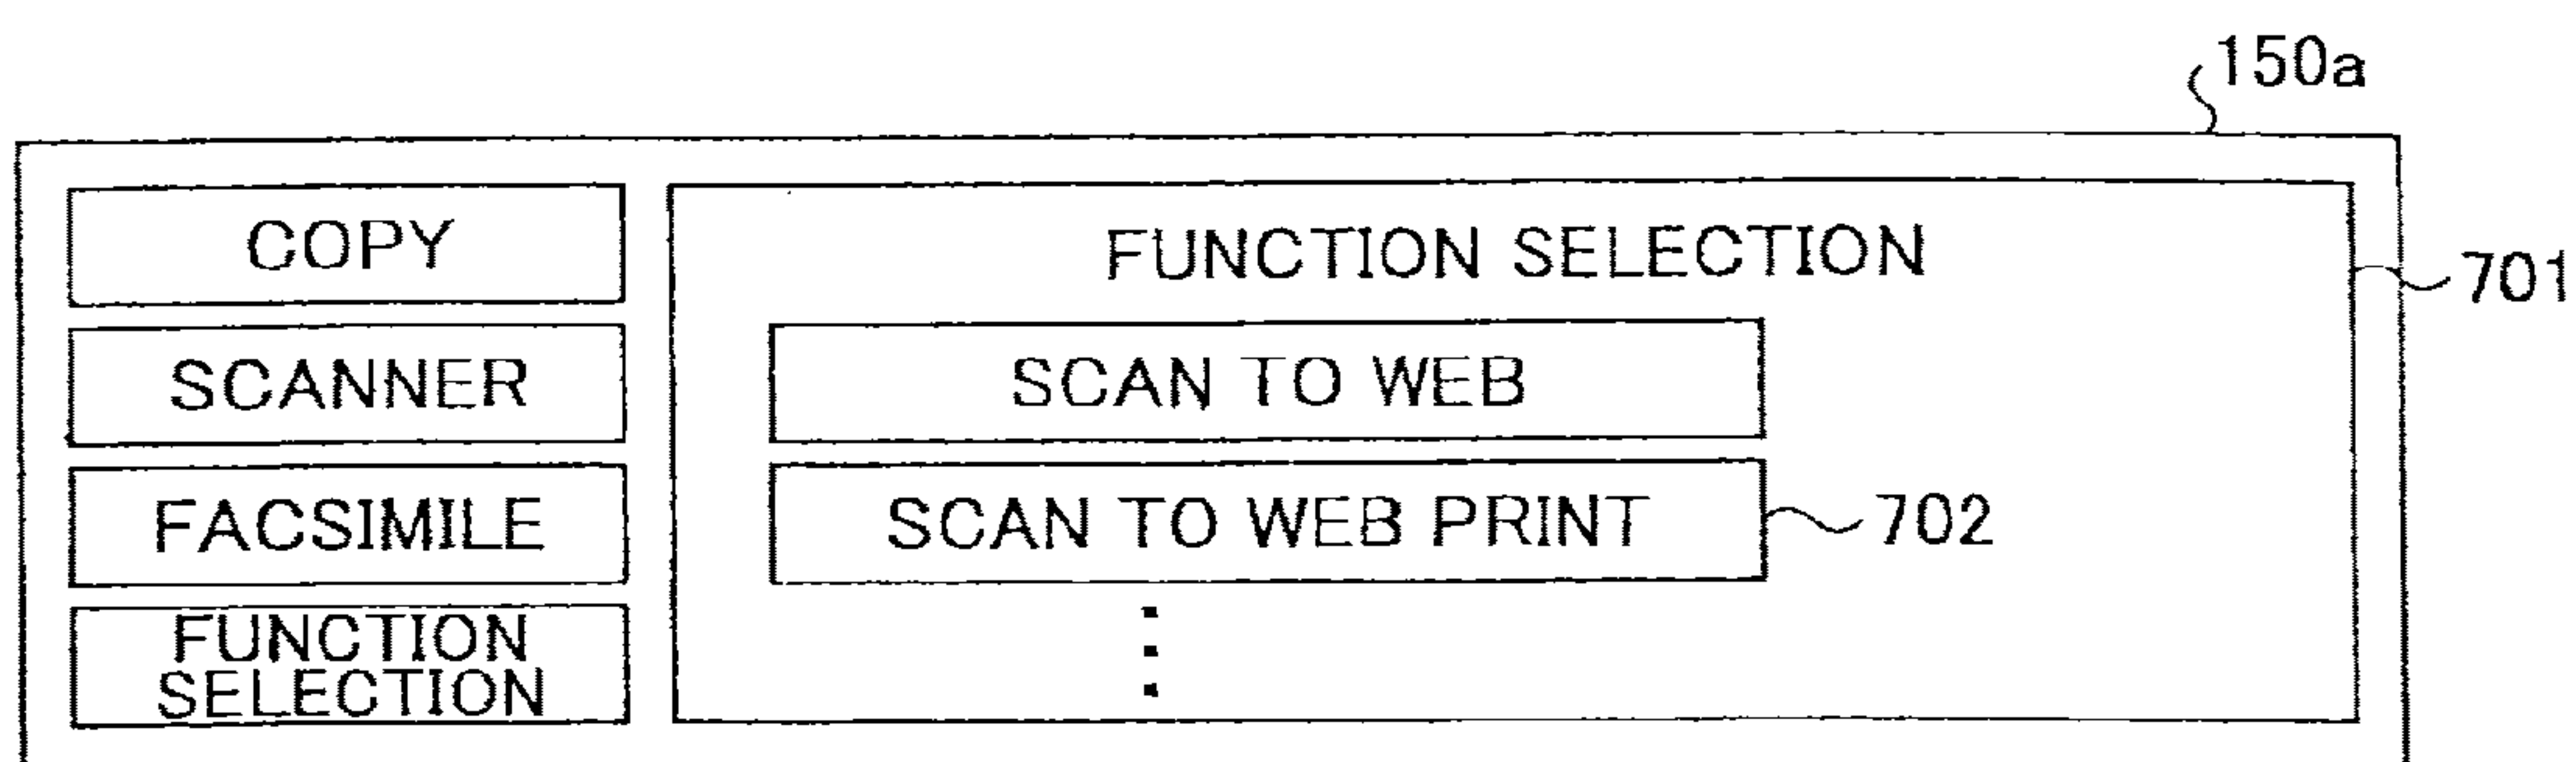 150a
COPY
SCANNER
FACSIMILE
FUNCTION
SELECTION
FUNCTION SELECTION
701
SCAN TO WEB
SCAN TO WEB PRINT
702